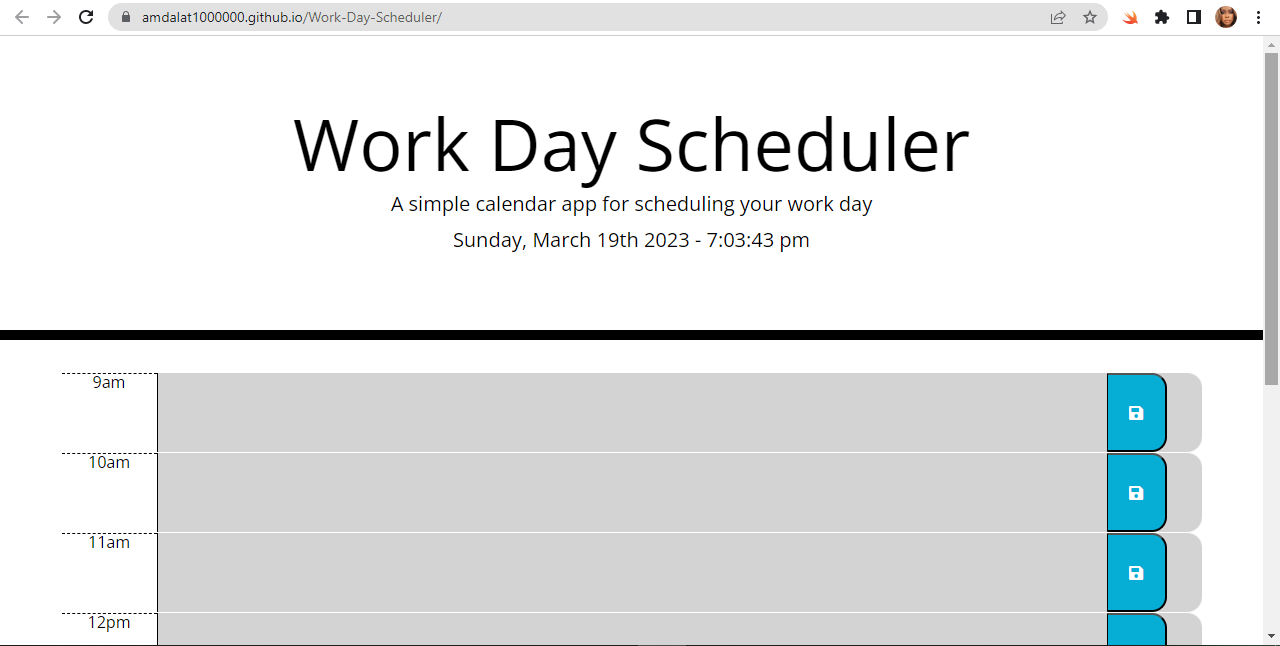 amdalat1000000.github.io/Work-Day-Scheduler/
Work Day Scheduler
A simple calendar app for scheduling your work day
Sunday, March 19th 2023 - 7:03:43 pm
9am
10am
11am
12pm